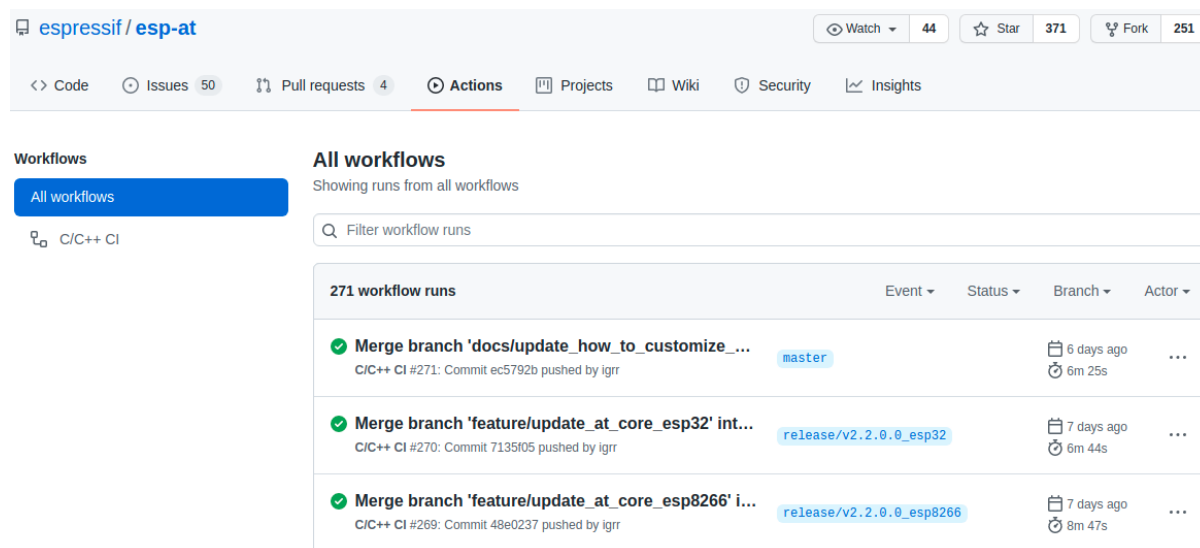 espressif / esp-at
Watch 44 Star 371 Fork 251
Code Issues 50 Pull requests 4 Actions Projects Wiki Security Insights
Workflows
All workflows
C/C++ CI
All workflows
Showing runs from all workflows
Filter workflow runs
271 workflow runs Event Status Branch Actor
Merge branch 'docs/update_how_to_customize_... master 6 days ago
C/C++ CI #271: Commit ec5792b pushed by igrr 6m 25s
Merge branch 'feature/update_at_core_esp32' int... release/v2.2.0.0_esp32 7 days ago
C/C++ CI #270: Commit 7135f05 pushed by igrr 6m 44s
Merge branch 'feature/update_at_core_esp8266' i... release/v2.2.0.0_esp8266 7 days ago
C/C++ CI #269: Commit 48e0237 pushed by igrr 8m 47s